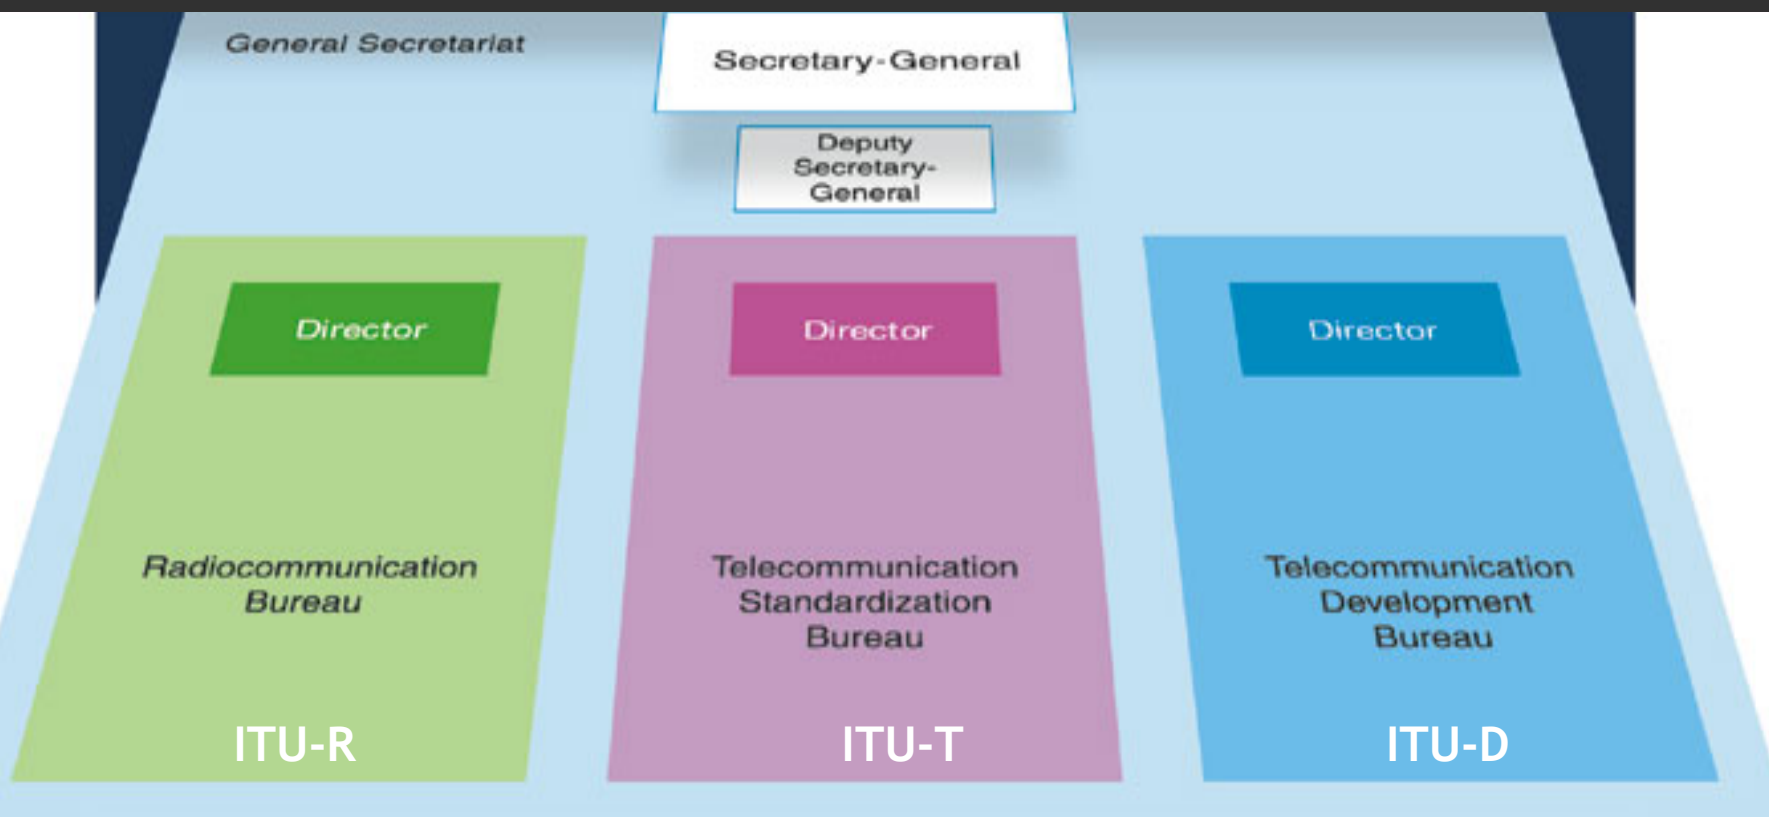 General Secretariat
Secretary-General
Deputy
Secretary-
General
Director
Director
Director
Radiocommunication
Bureau
Telecommunication
Standardization
Bureau
Telecommunication
Development
Bureau
ITU-R
ITU-T
ITU-D